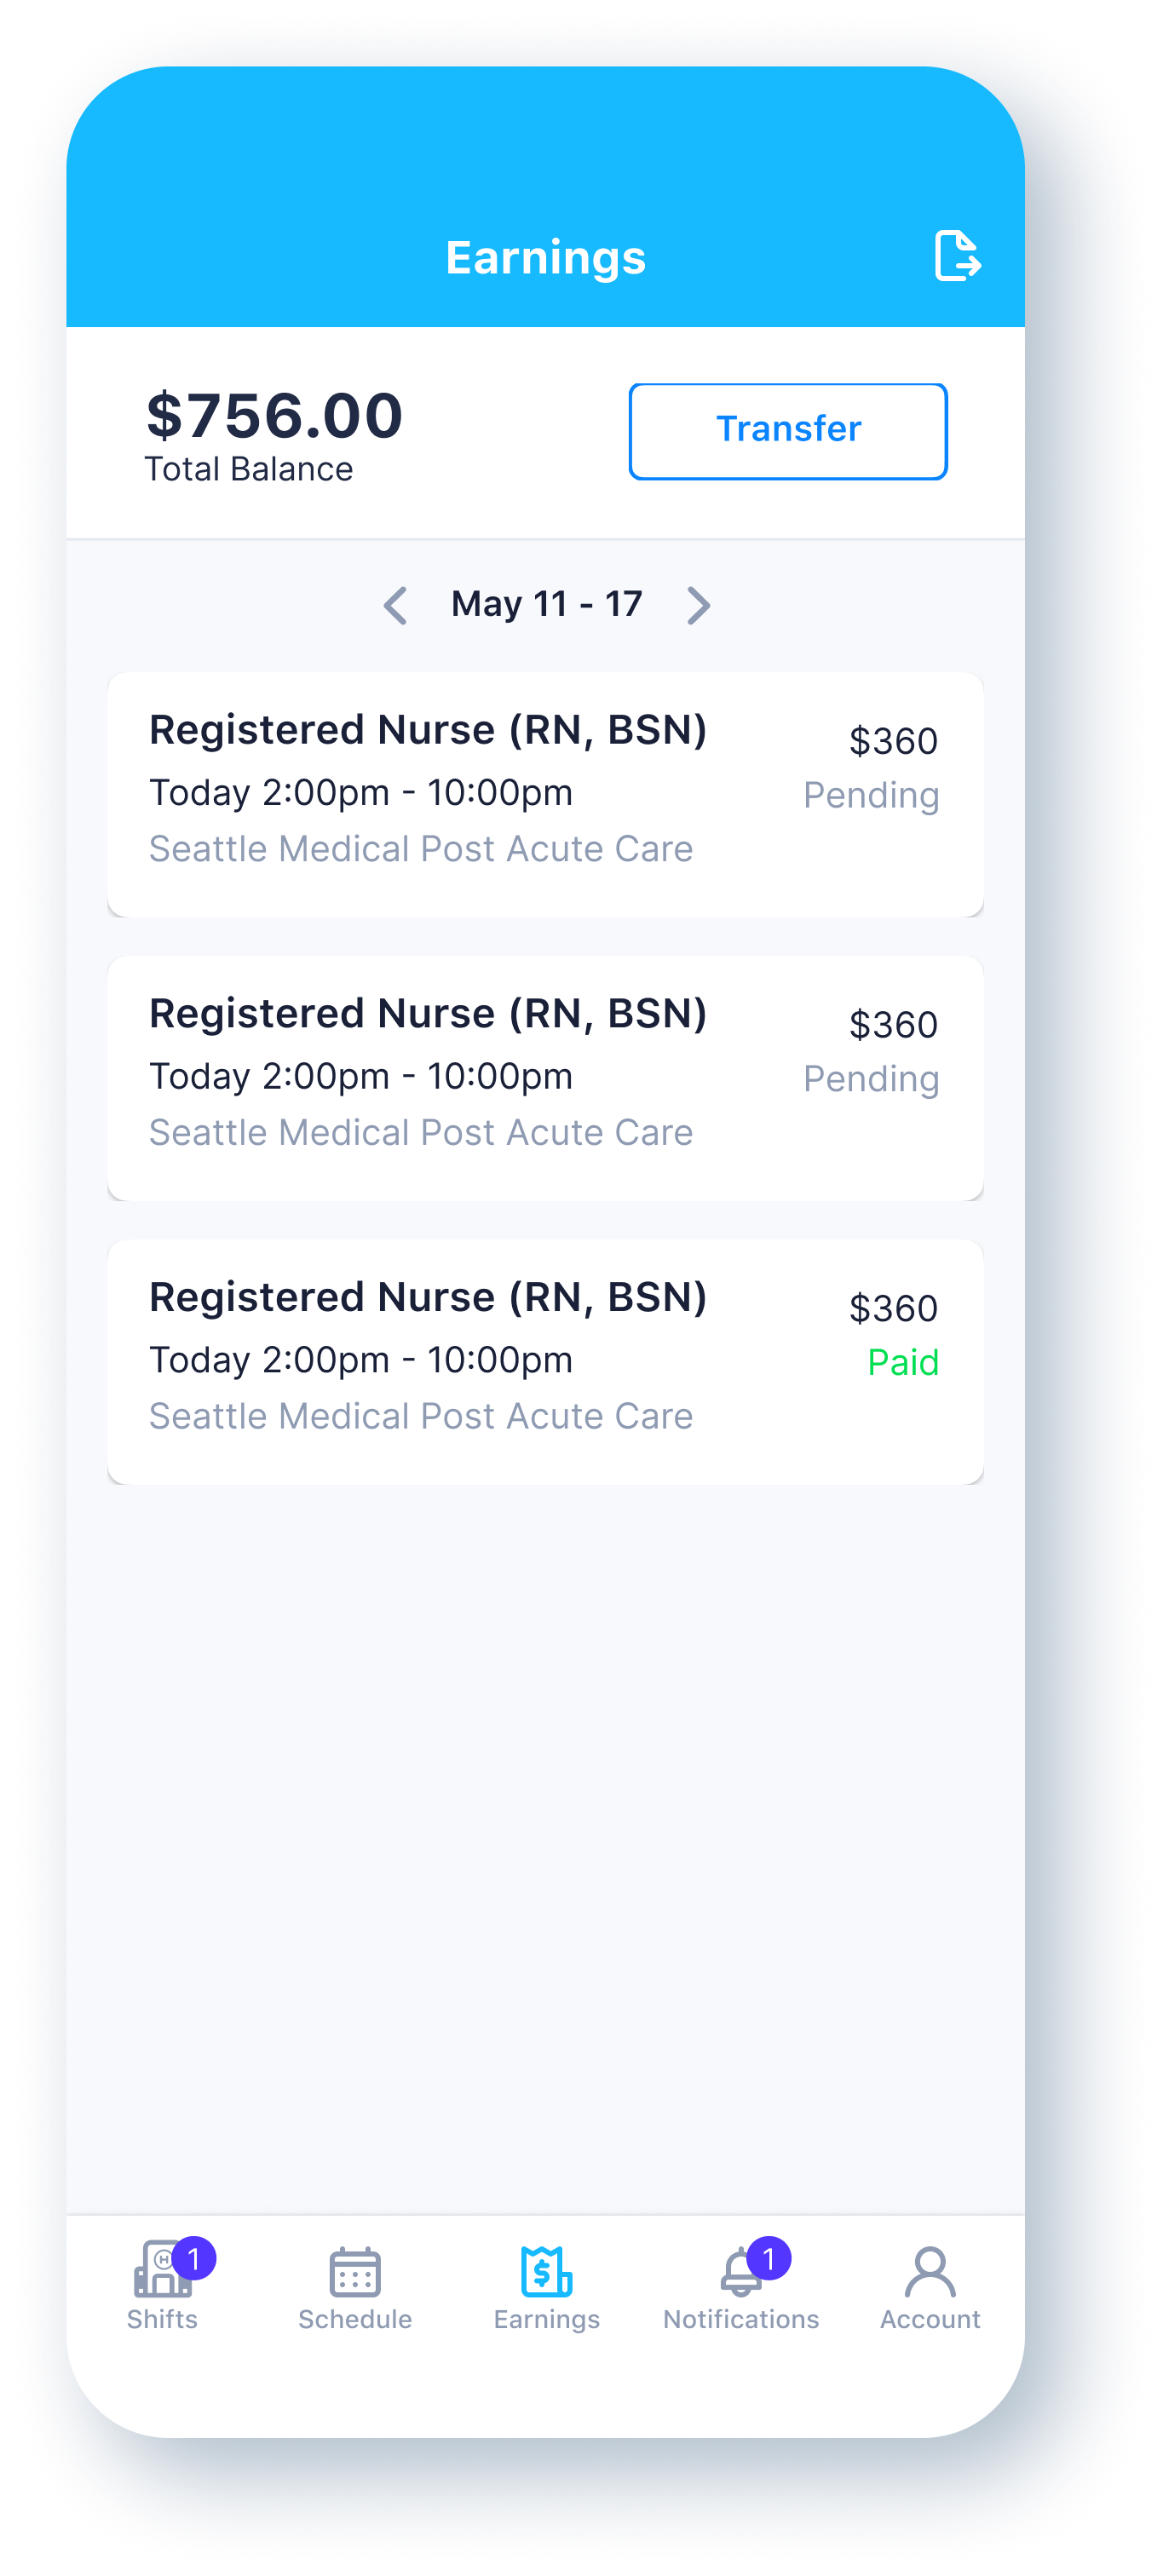 Earnings
$756.00
Total Balance
Transfer
May 11 - 17
Registered Nurse (RN, BSN)
$360
Today 2:00pm - 10:00pm
Pending
Seattle Medical Post Acute Care
Registered Nurse (RN, BSN)
$360
Today 2:00pm - 10:00pm
Pending
Seattle Medical Post Acute Care
Registered Nurse (RN, BSN)
$360
Today 2:00pm - 10:00pm
Paid
Seattle Medical Post Acute Care
H 1 $ 1
Shifts Schedule Earnings Notifications Account